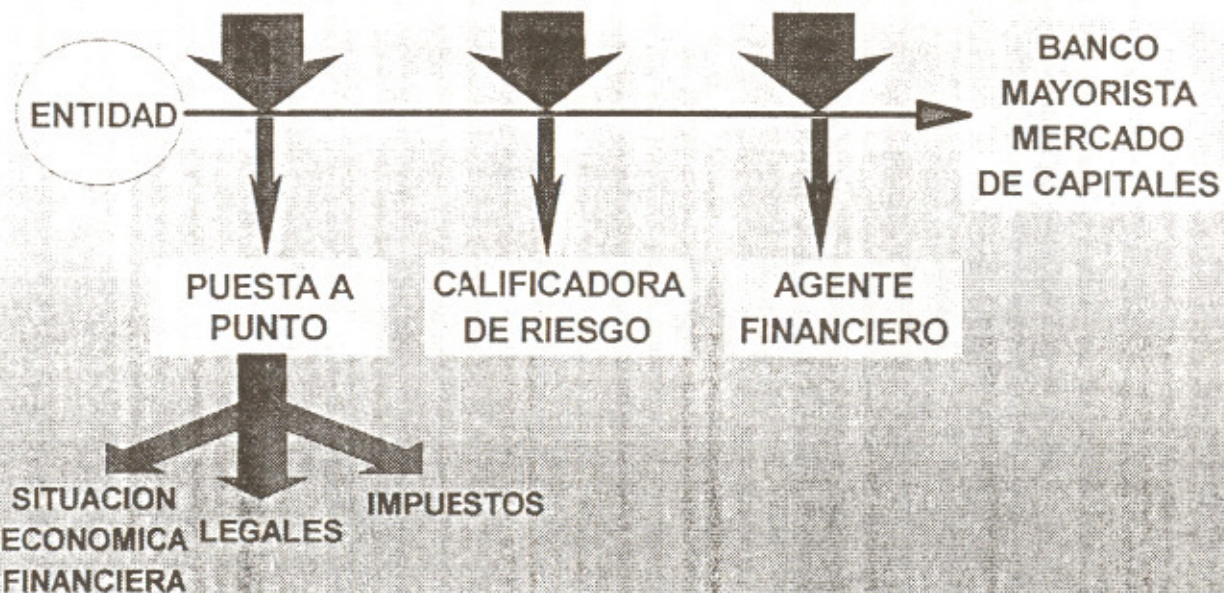 ENTIDAD
BANCO
MAYORISTA
MERCADO
DE CAPITALES
PUESTA A
PUNTO
CALIFICADORA
DE RIESGO
AGENTE
FINANCIERO
SITUACION
ECONOMICA
FINANCIERA
LEGALES
IMPUESTOS